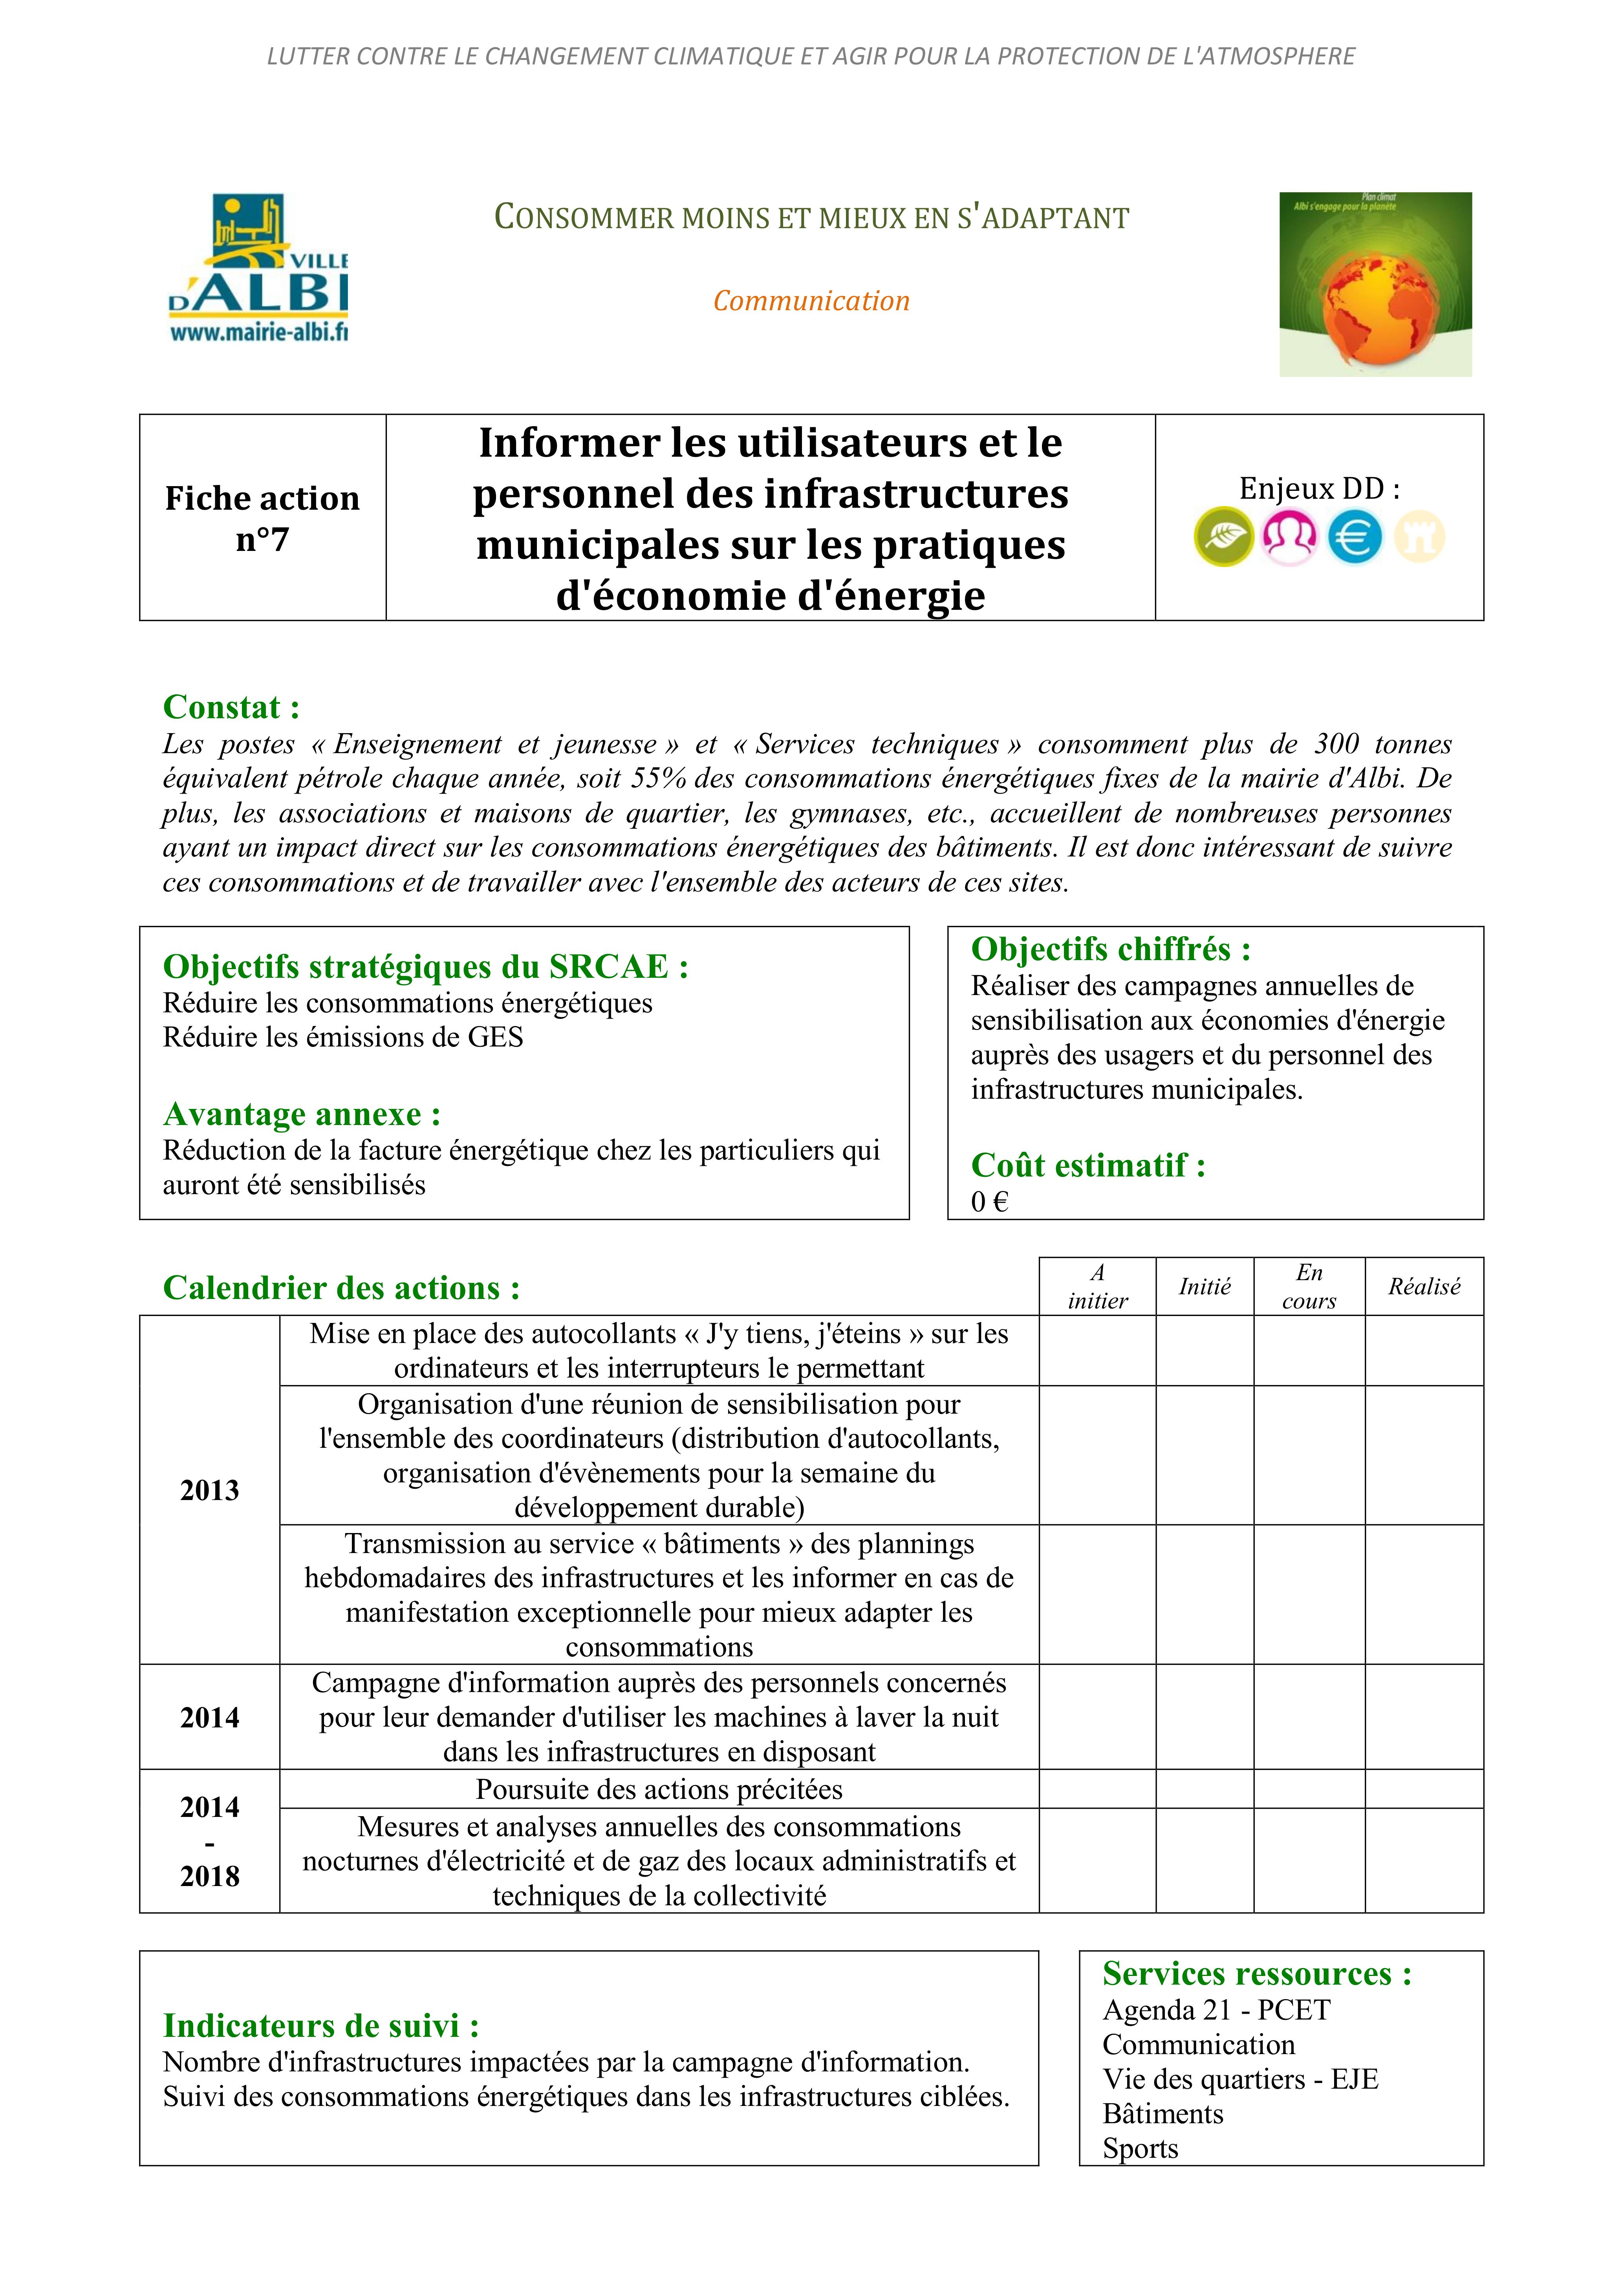 LUTTER CONTRE LE CHANGEMENT CLIMATIQUE ET AGIR POUR LA PROTECTION DE L'ATMOSPHERE
VILLE
D'ALBI
www.mairie-albi.fr
CONSOMMER MOINS ET MIEUX EN S'ADAPTANT
Communication
Plan climat
Albi s'engage pour la planète
Fiche action
n°7
Informer les utilisateurs et le
personnel des infrastructures
municipales sur les pratiques
d'économie d'énergie
Enjeux DD :
€
Constat :
Les postes « Enseignement et jeunesse » et « Services techniques » consomment plus de 300 tonnes
équivalent pétrole chaque année, soit 55% des consommations énergétiques fixes de la mairie d'Albi. De
plus, les associations et maisons de quartier, les gymnases, etc., accueillent de nombreuses personnes
ayant un impact direct sur les consommations énergétiques des bâtiments. Il est donc intéressant de suivre
ces consommations et de travailler avec l'ensemble des acteurs de ces sites.
Objectifs stratégiques du SRCAE :
Réduire les consommations énergétiques
Réduire les émissions de GES
Avantage annexe :
Réduction de la facture énergétique chez les particuliers qui
auront été sensibilisés
Objectifs chiffrés :
Réaliser des campagnes annuelles de
sensibilisation aux économies d'énergie
auprès des usagers et du personnel des
infrastructures municipales.
Coût estimatif :
0 €
Calendrier des actions :
A
initier
Initié
En
cours
Réalisé
2013
Mise en place des autocollants « J'y tiens, j'éteins » sur les
ordinateurs et les interrupteurs le permettant
Organisation d'une réunion de sensibilisation pour
l'ensemble des coordinateurs (distribution d'autocollants,
organisation d'évènements pour la semaine du
développement durable)
Transmission au service « bâtiments » des plannings
hebdomadaires des infrastructures et les informer en cas de
manifestation exceptionnelle pour mieux adapter les
consommations
2014
Campagne d'information auprès des personnels concernés
pour leur demander d'utiliser les machines à laver la nuit
dans les infrastructures en disposant
2014
-
2018
Poursuite des actions précitées
Mesures et analyses annuelles des consommations
nocturnes d'électricité et de gaz des locaux administratifs et
techniques de la collectivité
Indicateurs de suivi :
Nombre d'infrastructures impactées par la campagne d'information.
Suivi des consommations énergétiques dans les infrastructures ciblées.
Services ressources :
Agenda 21 - PCET
Communication
Vie des quartiers - EJE
Bâtiments
Sports